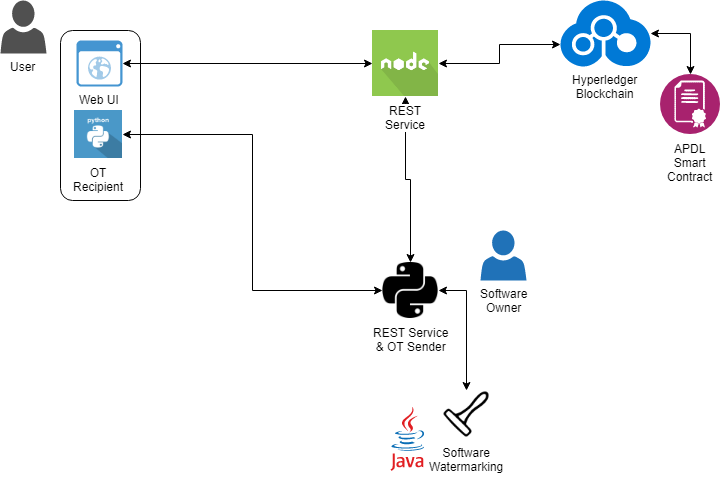 User
Web UI
python
OT
Recipient
node
REST
Service
Hyperledger
Blockchain
APDL
Smart
Contract
Software
Owner
REST Service
& OT Sender
Java
Software
Watermarking